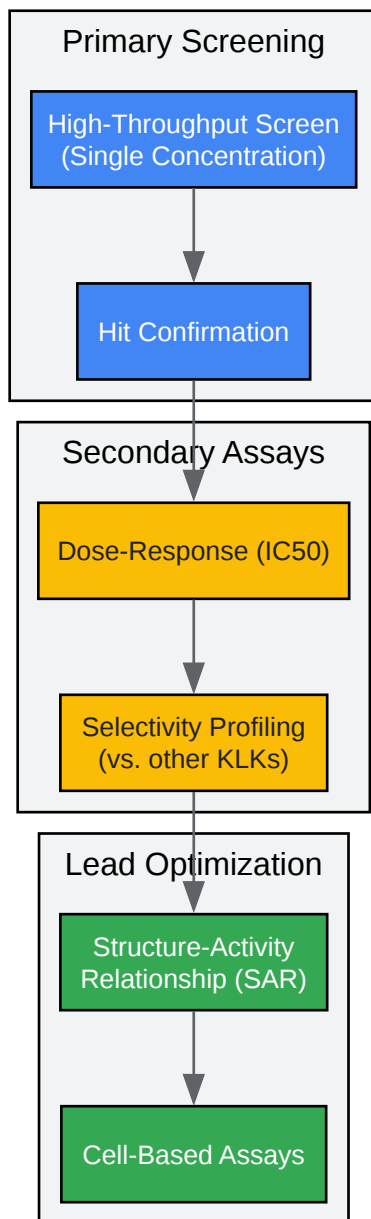 Primary Screening
High-Throughput Screen
(Single Concentration)
Hit Confirmation
Secondary Assays
Dose-Response (IC50)
Selectivity Profiling
(vs. other KLKs)
Lead Optimization
Structure-Activity
Relationship (SAR)
Cell-Based Assays